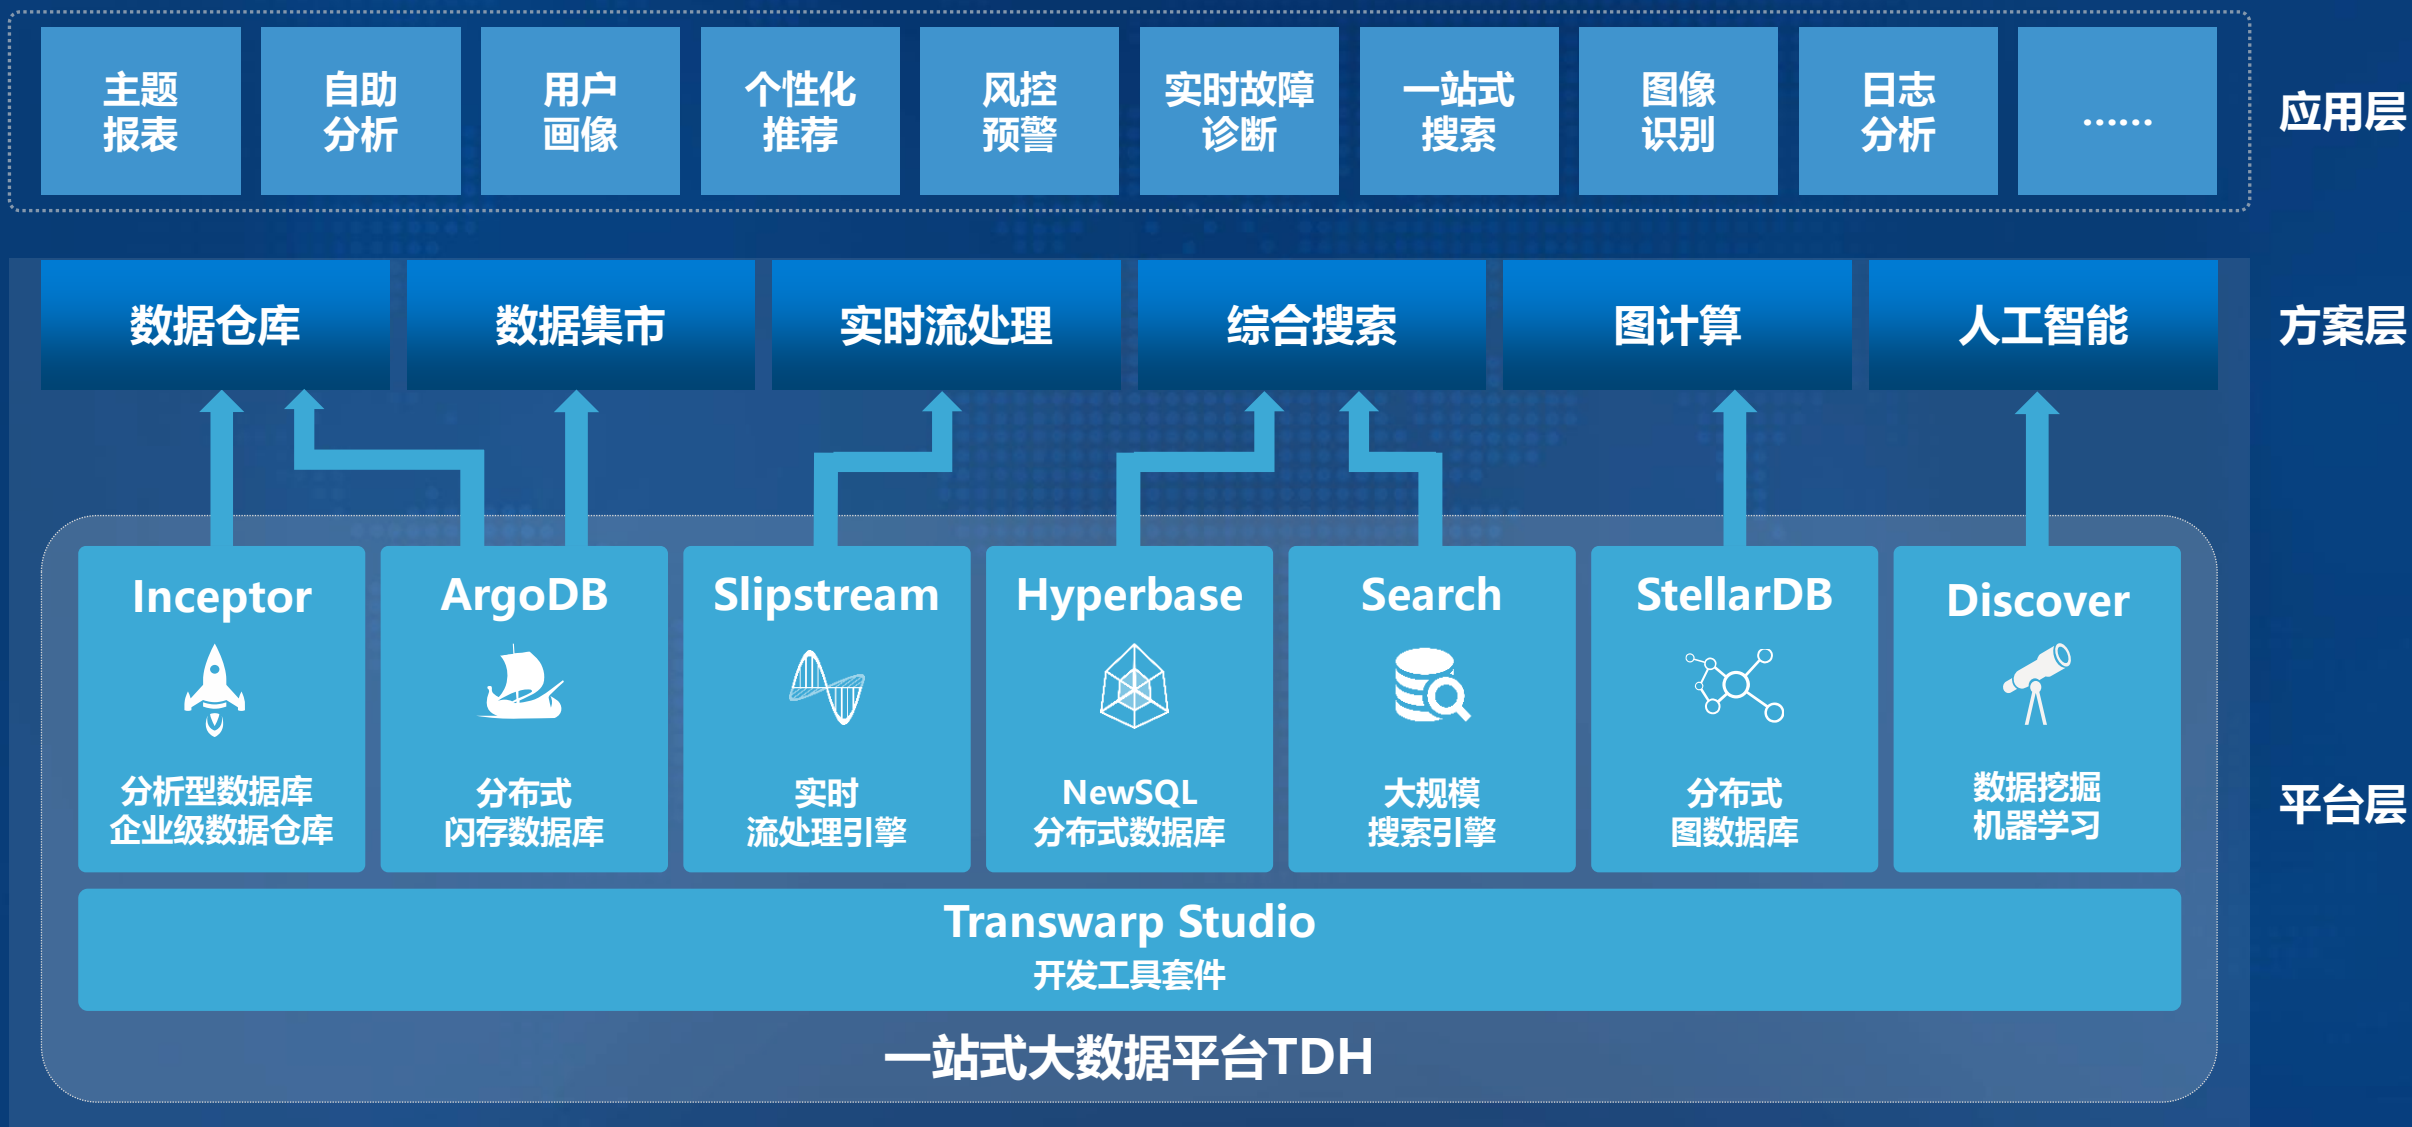 主题
报表
自助
分析
用户
画像
个性化
推荐
风控
预警
实时故障
诊断
一站式
搜索
图像
识别
日志
分析
……
应用层
数据仓库
数据集市
实时流处理
综合搜索
图计算
人工智能
方案层
Inceptor
分析型数据库
企业级数据仓库
ArgoDB
分布式
闪存数据库
Slipstream
实时
流处理引擎
Hyperbase
NewSQL
分布式数据库
Search
大规模
搜索引擎
StellarDB
分布式
图数据库
Discover
数据挖掘
机器学习
平台层
Transwarp Studio
开发工具套件
一站式大数据平台TDH